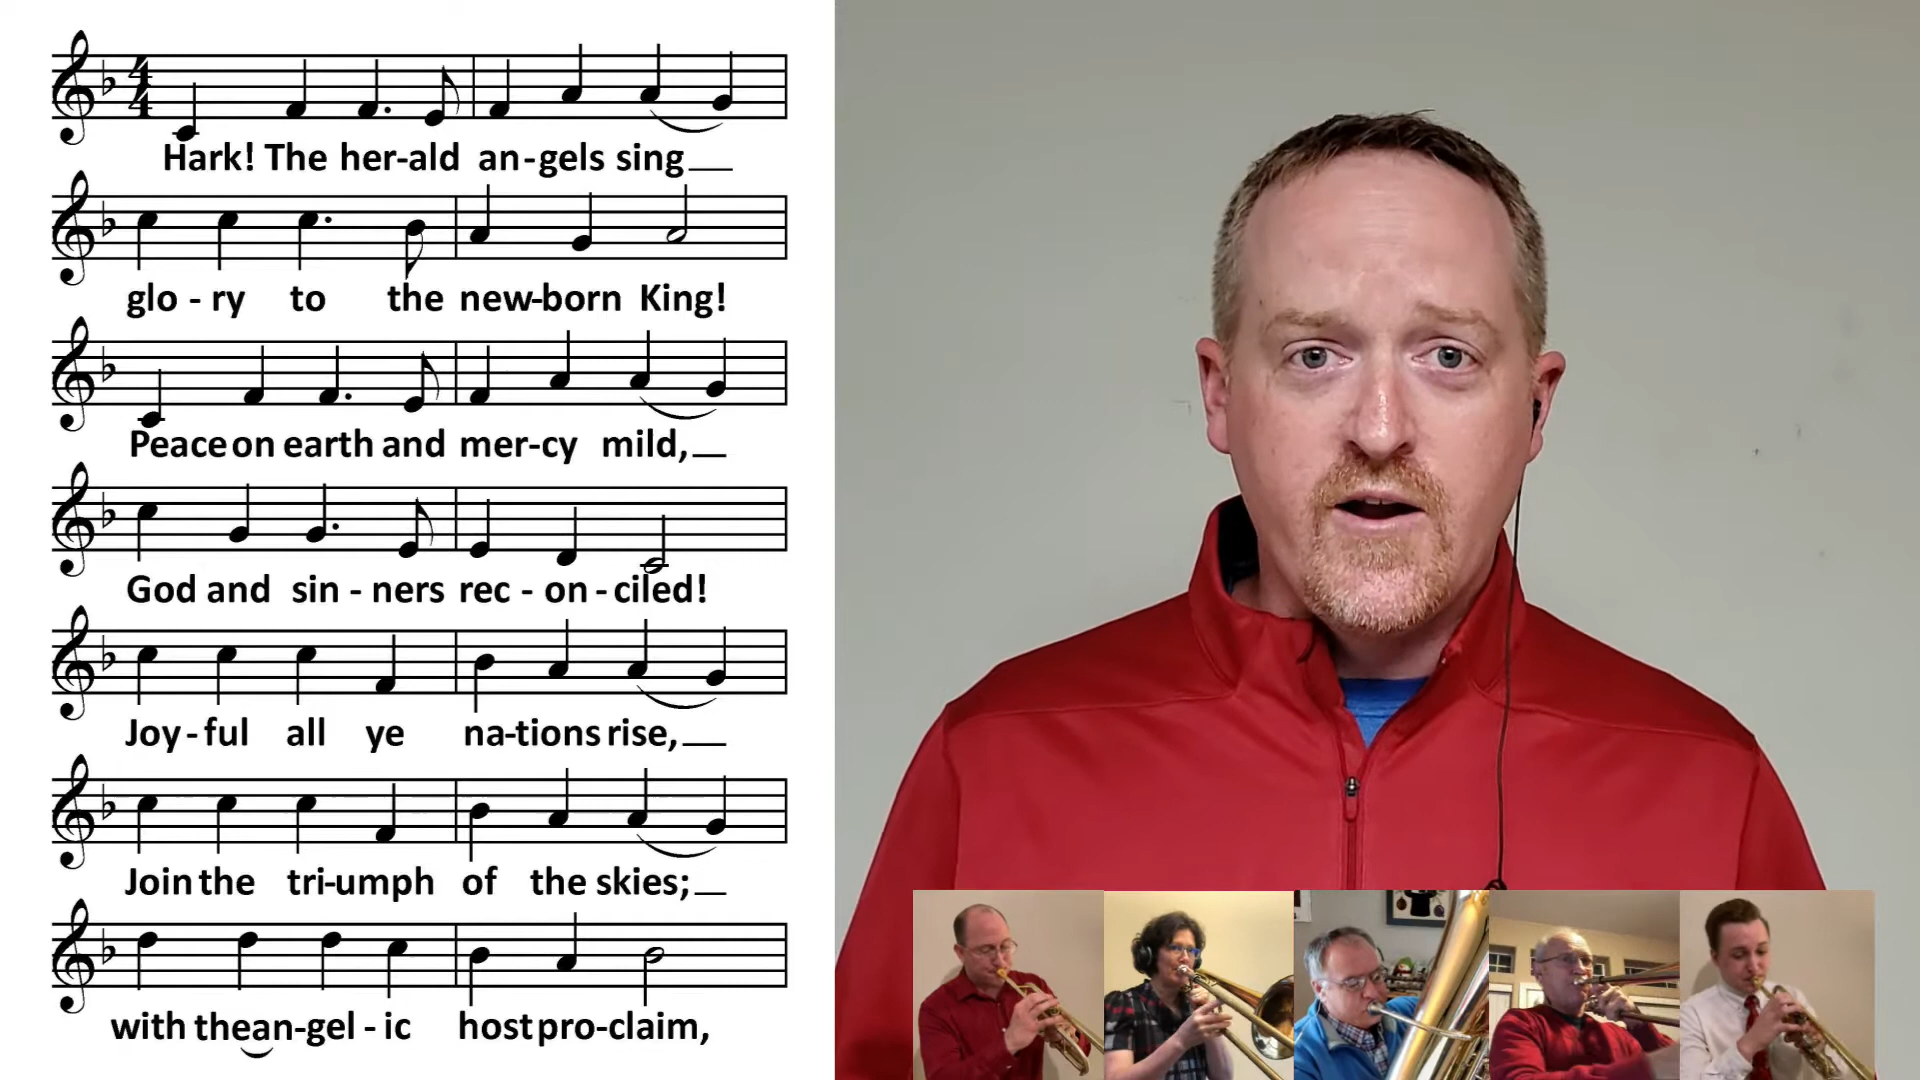 4
4
Hark! The her-ald an-gels sing
glo - ry to the new-born King!
Peace on earth and mer-cy mild,
God and sin - ners rec - on - ciled!
Joy - ful all ye na-tions rise,
Join the tri-umph of the skies;
with the an-gel - ic host pro-claim,